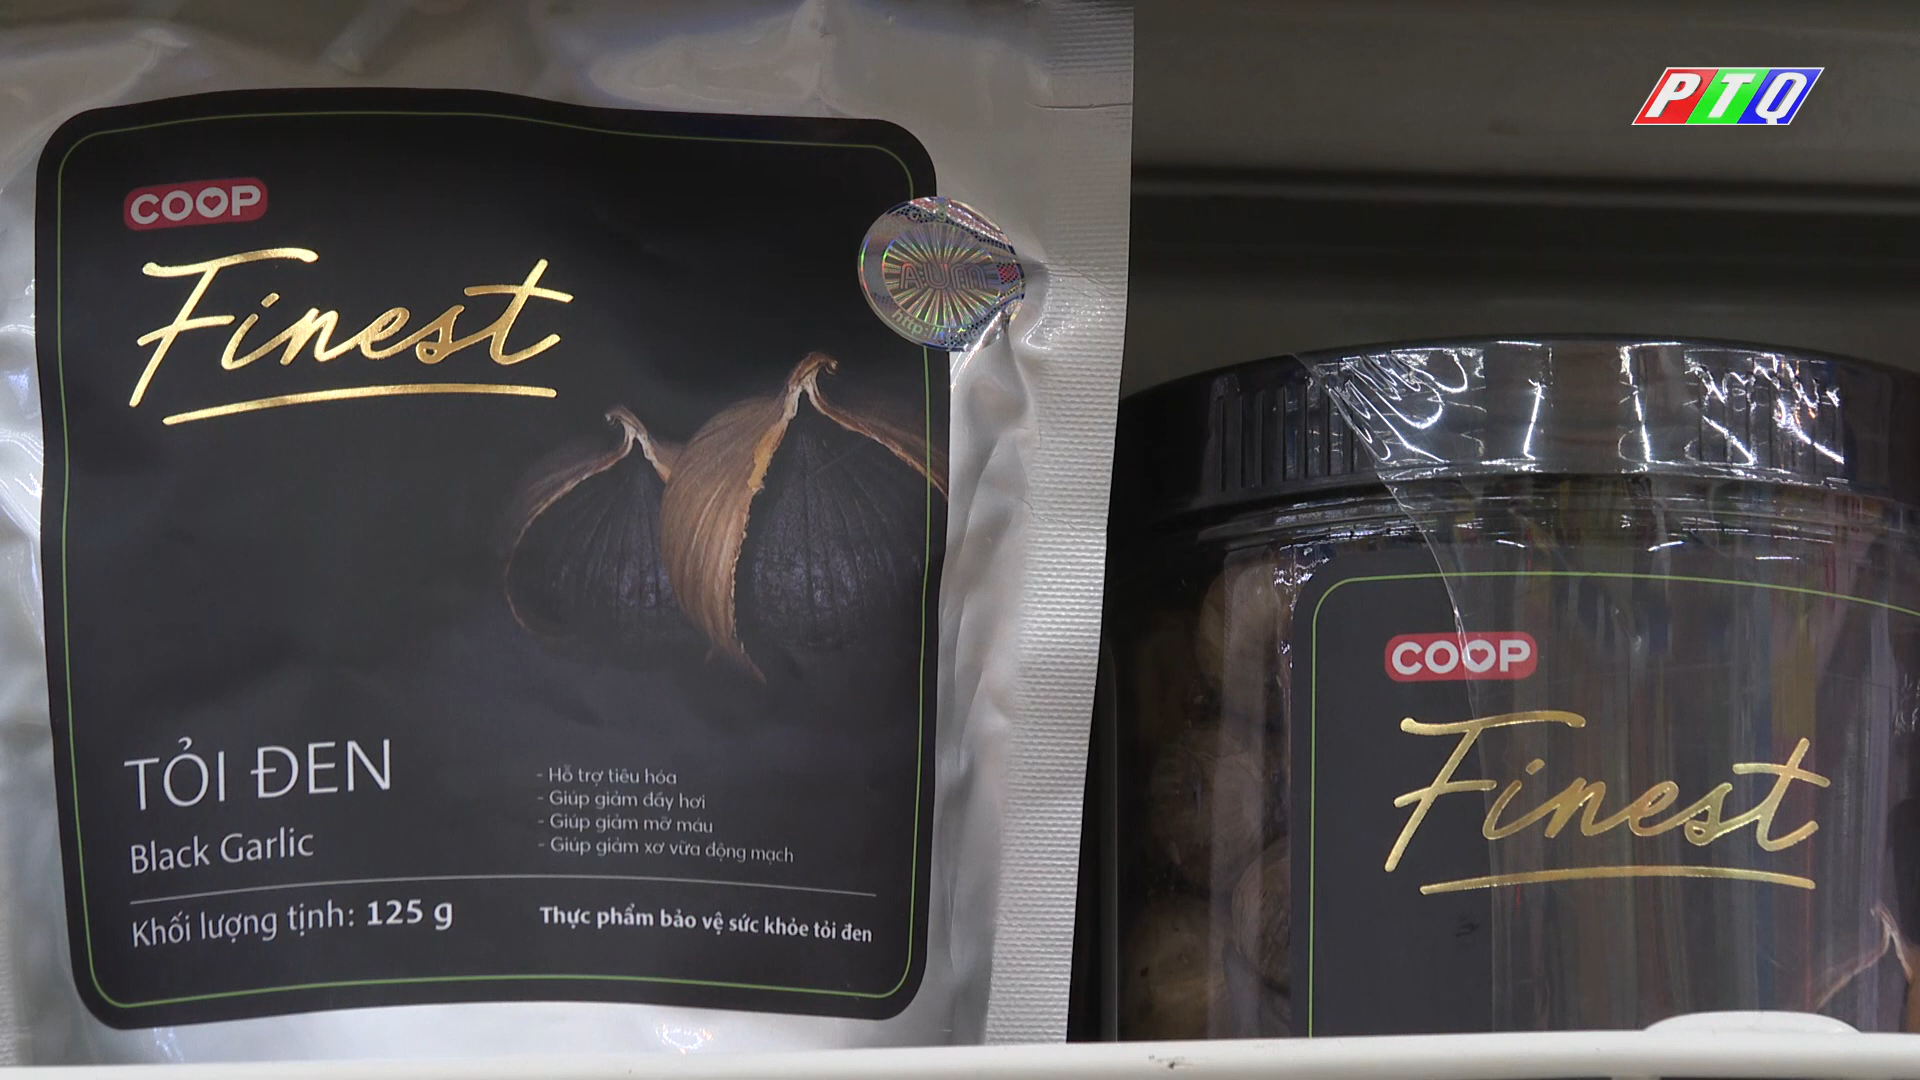 PTQ
COOP
Finest
AUM
http://
TỎI ĐEN
Black Garlic
Khối lượng tịnh: 125 g
- Hỗ trợ tiêu hóa
- Giúp giảm đầy hơi
- Giúp giảm mỡ máu
- Giúp giảm xơ vữa động mạch
Thực phẩm bảo vệ sức khỏe tỏi đen
COOP
Finest